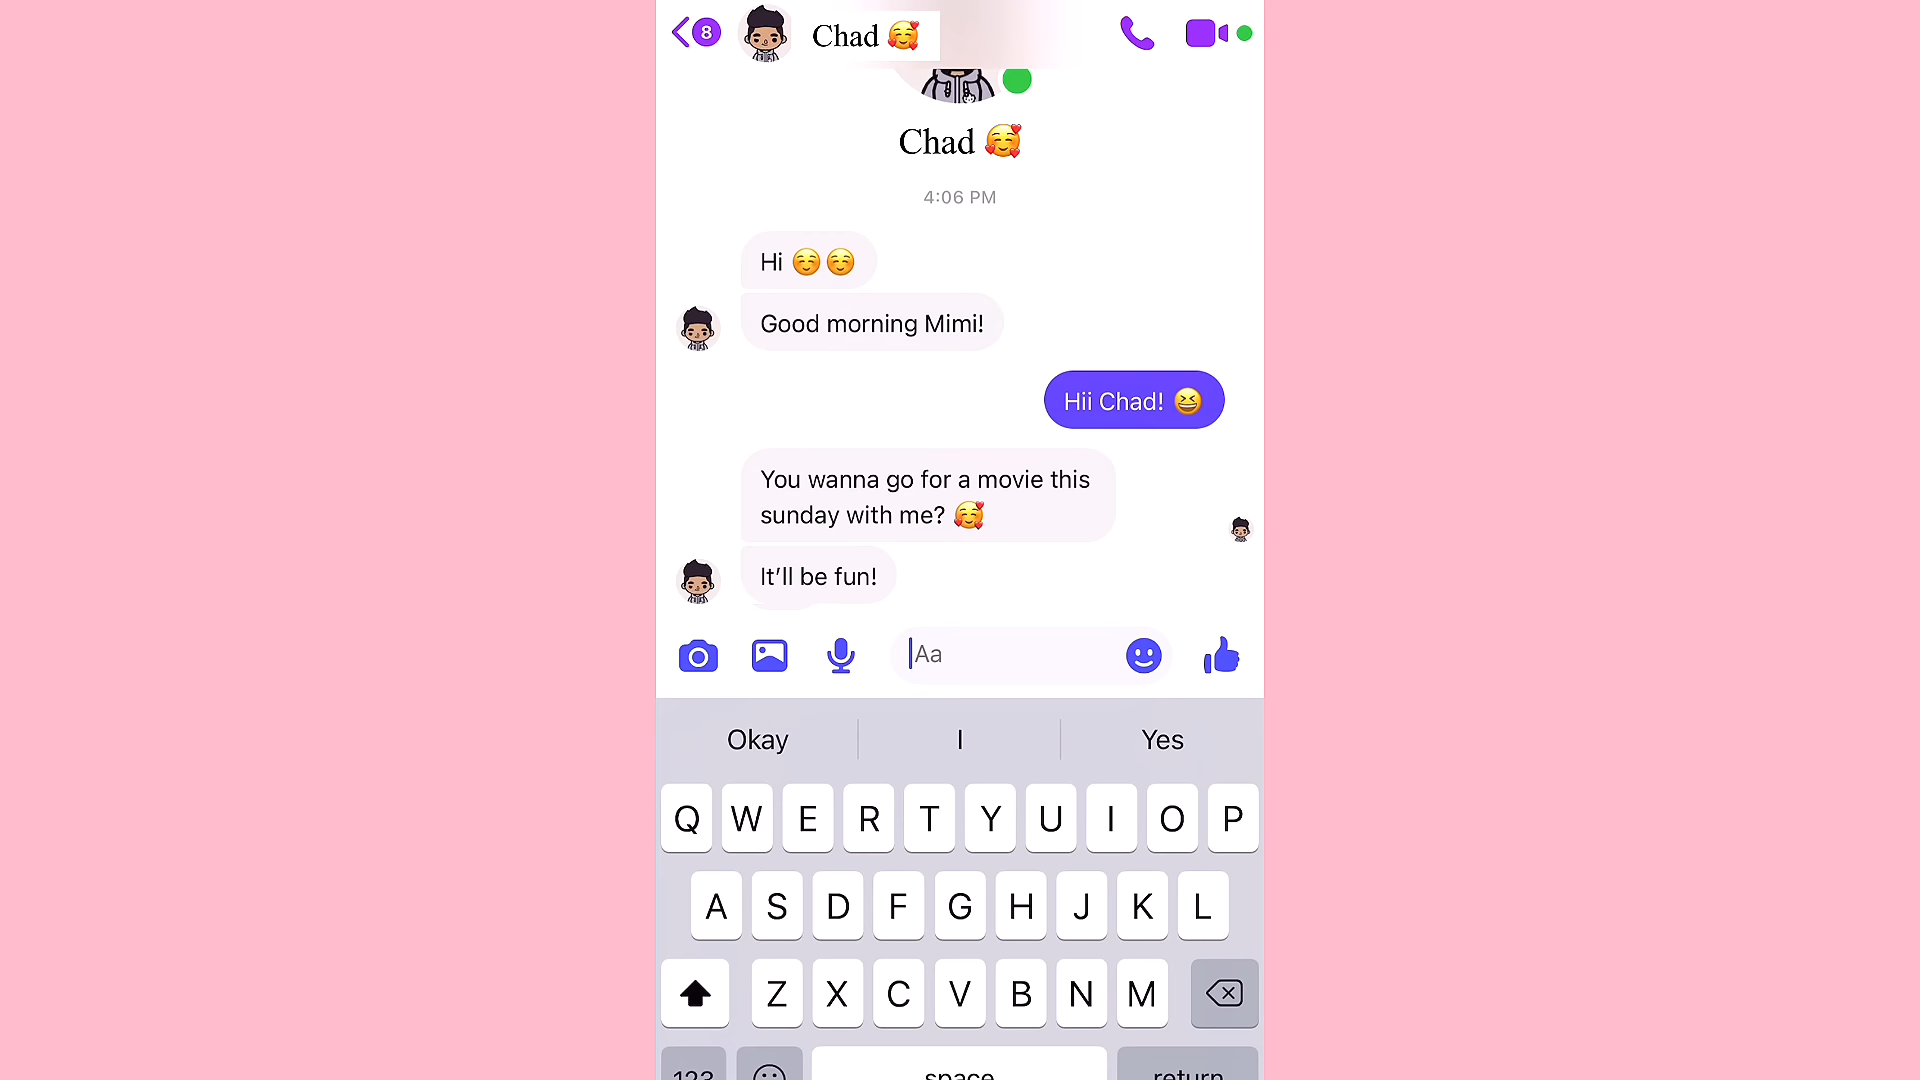 8
Chad 🥰
Chad 🥰
4:06 PM
Hi ☺️☺️
Good morning Mimi!
Hii Chad! 😆
You wanna go for a movie this
sunday with me? 🥰
It’ll be fun!
Aa
Okay I Yes
Q W E R T Y U I O P
A S D F G H J K L
Z X C V B N M
123 space return